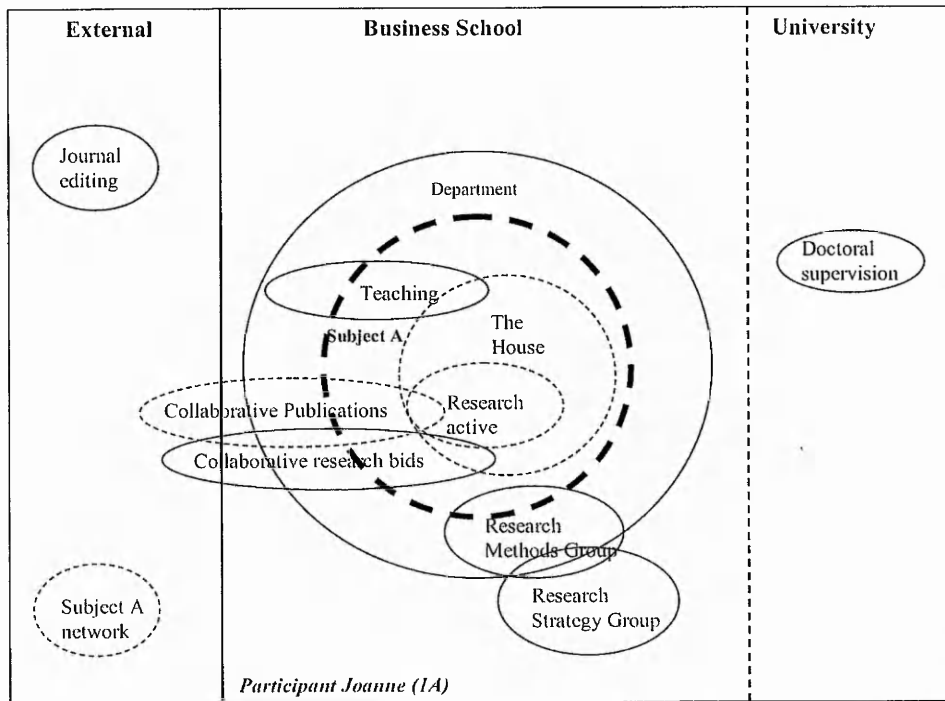 External
Business School
University
Journal
editing
Department
Doctoral
supervision
Teaching
The
House
Subject A
Collaborative Publications
Research
active
Collaborative research bids
Research
Methods Group
Research
Strategy Group
Subject A
network
Participant Joanne (1A)